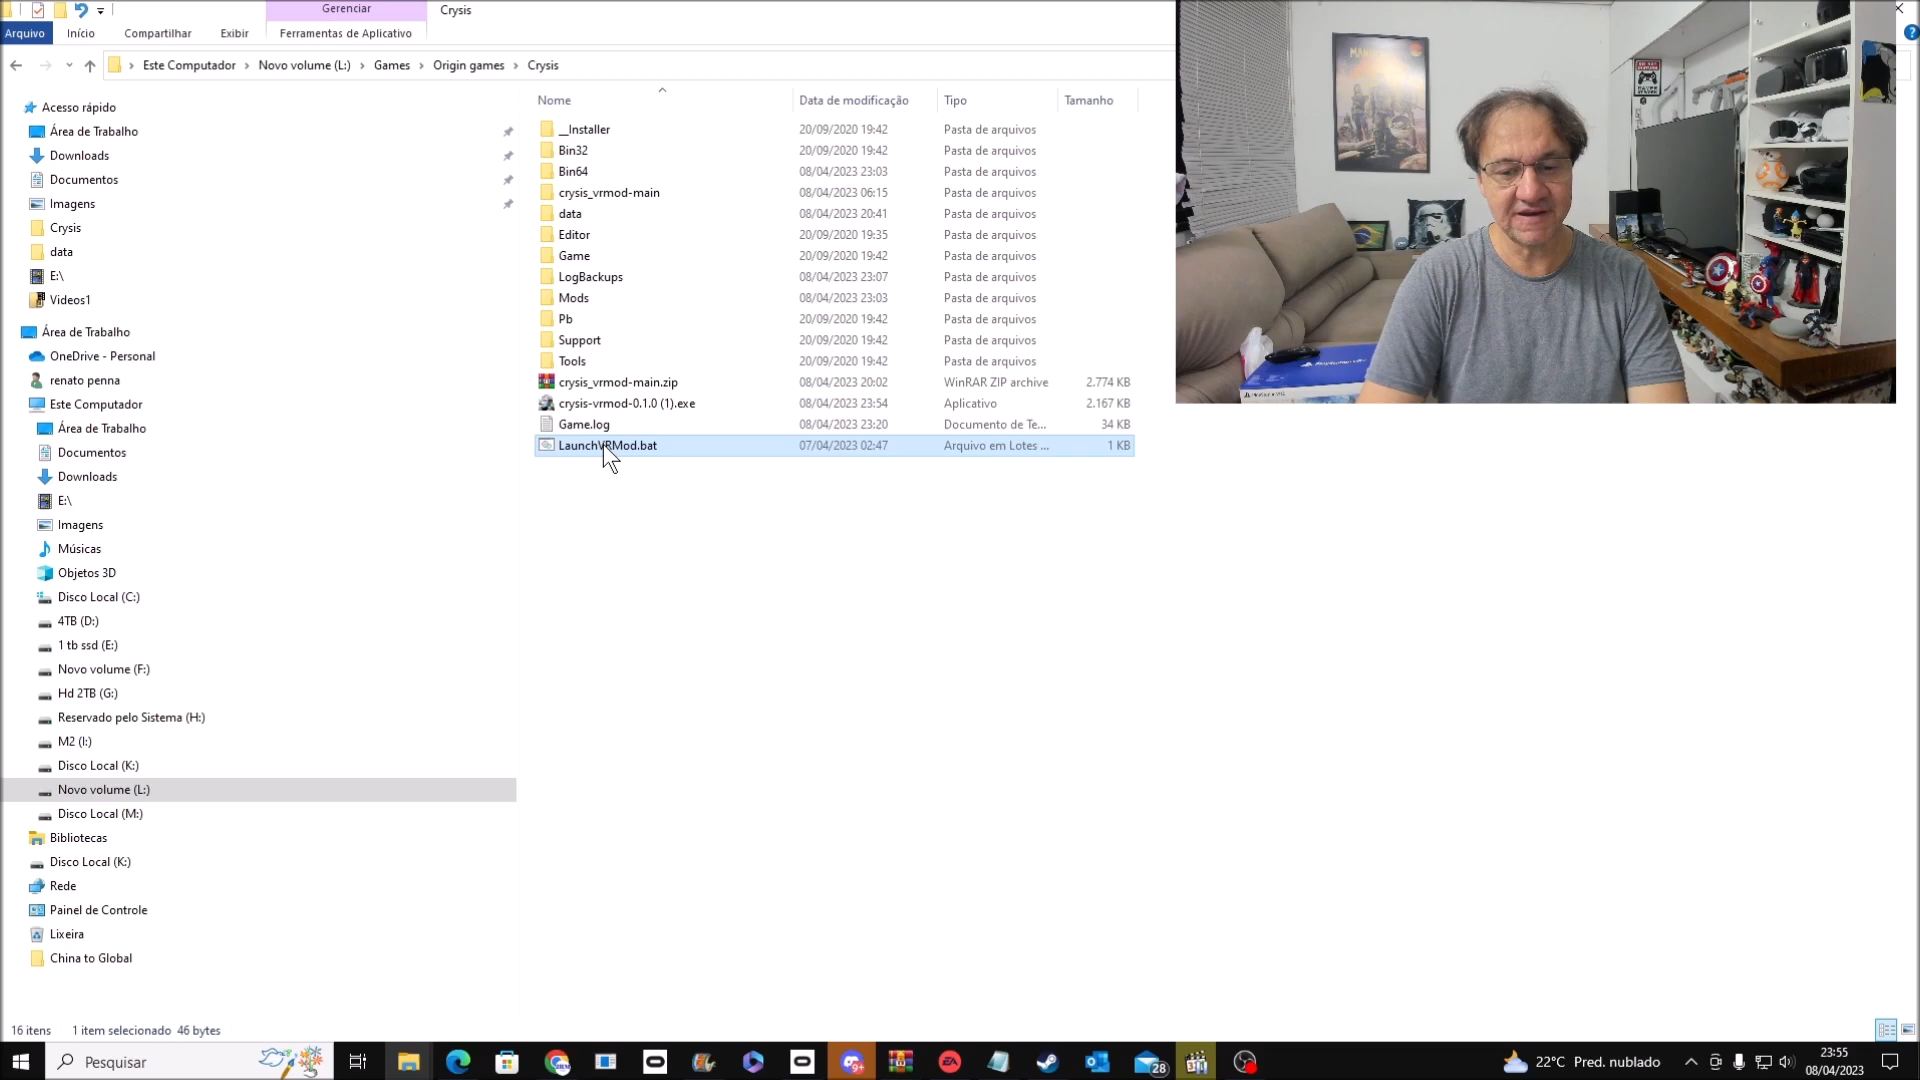 Gerenciar
Crysis
Arquivo
Início
Compartilhar
Exibir
Ferramentas de Aplicativo
Este Computador
Novo volume (L:)
Games
Origin games
Crysis
Acesso rápido
Área de Trabalho
Downloads
Documentos
Imagens
Crysis
data
E:\
Videos1
Área de Trabalho
OneDrive - Personal
renato penna
Este Computador
Área de Trabalho
Documentos
Downloads
E:\
Imagens
Músicas
Objetos 3D
Disco Local (C:)
4TB (D:)
1 tb ssd (E:)
Novo volume (F:)
Hd 2TB (G:)
Reservado pelo Sistema (H:)
M2 (I:)
Disco Local (K:)
Novo volume (L:)
Disco Local (M:)
Bibliotecas
Disco Local (K:)
Rede
Painel de Controle
Lixeira
China to Global
Nome Data de modificação Tipo Tamanho
__Installer 20/09/2020 19:42 Pasta de arquivos
Bin32 20/09/2020 19:42 Pasta de arquivos
Bin64 08/04/2023 23:03 Pasta de arquivos
crysis_vrmod-main 08/04/2023 06:15 Pasta de arquivos
data 08/04/2023 20:41 Pasta de arquivos
Editor 20/09/2020 19:35 Pasta de arquivos
Game 20/09/2020 19:42 Pasta de arquivos
LogBackups 08/04/2023 23:07 Pasta de arquivos
Mods 08/04/2023 23:03 Pasta de arquivos
Pb 20/09/2020 19:42 Pasta de arquivos
Support 20/09/2020 19:42 Pasta de arquivos
Tools 20/09/2020 19:42 Pasta de arquivos
crysis_vrmod-main.zip 08/04/2023 20:02 WinRAR ZIP archive 2.774 KB
crysis-vrmod-0.1.0 (1).exe 08/04/2023 23:54 Aplicativo 2.167 KB
Game.log 08/04/2023 23:20 Documento de Te... 34 KB
LaunchVRMod.bat 07/04/2023 02:47 Arquivo em Lotes ... 1 KB
16 itens 1 item selecionado 46 bytes
Pesquisar
9+
EA
28
22°C Pred. nublado
23:55
08/04/2023